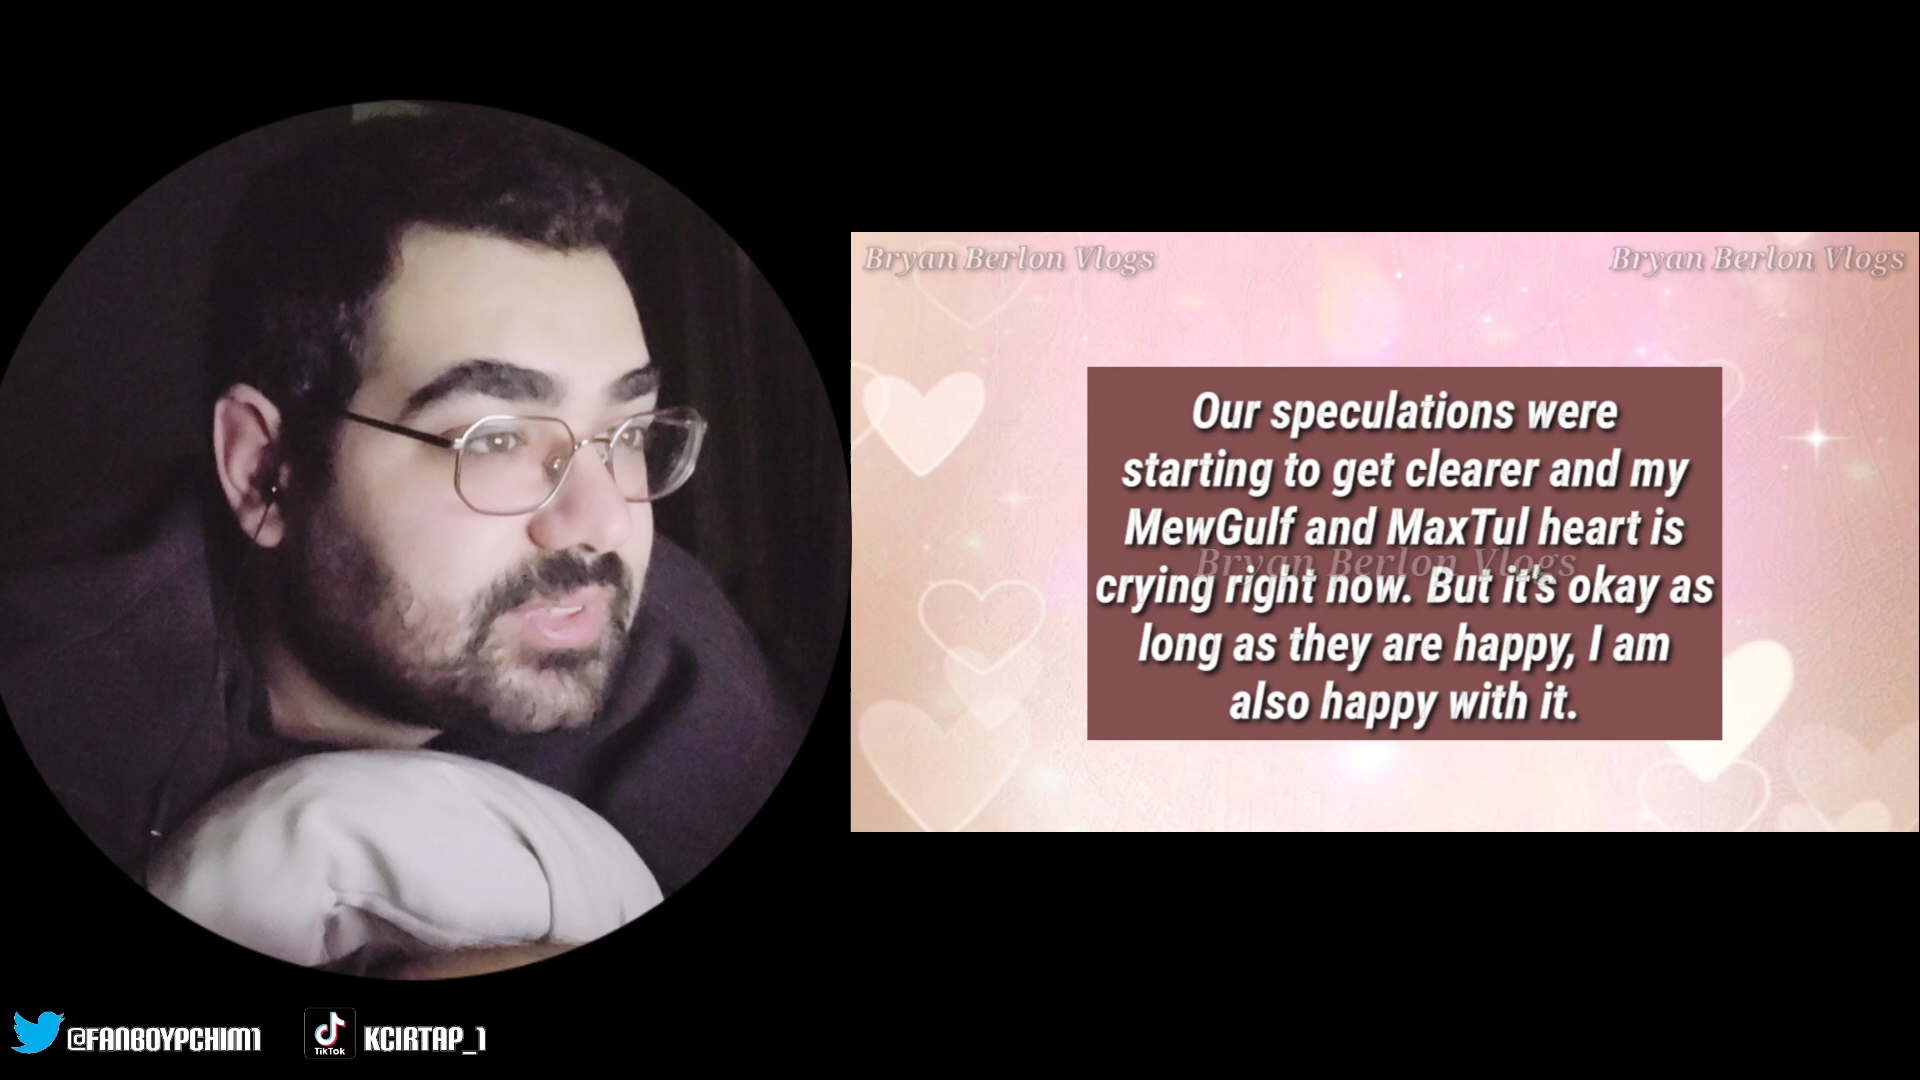 Bryan Berlon Vlogs
Bryan Berlon Vlogs
Our speculations were
starting to get clearer and my
MewGulf and MaxTul heart is
Bryan Berlon Vlogs
crying right now. But it's okay as
long as they are happy, I am
also happy with it.
@FANBOYPCHIM1
TikTok
KCIRTAP_1